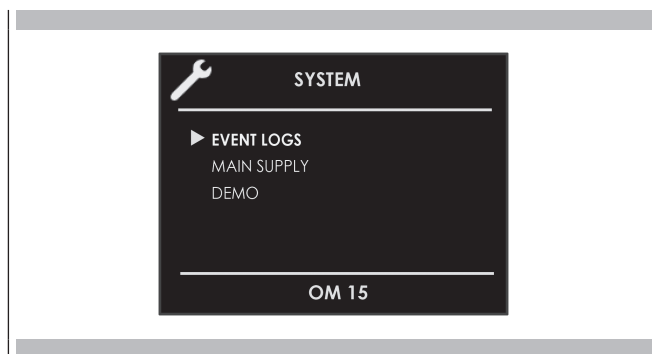 SYSTEM
EVENT LOGS
MAIN SUPPLY
DEMO
OM 15